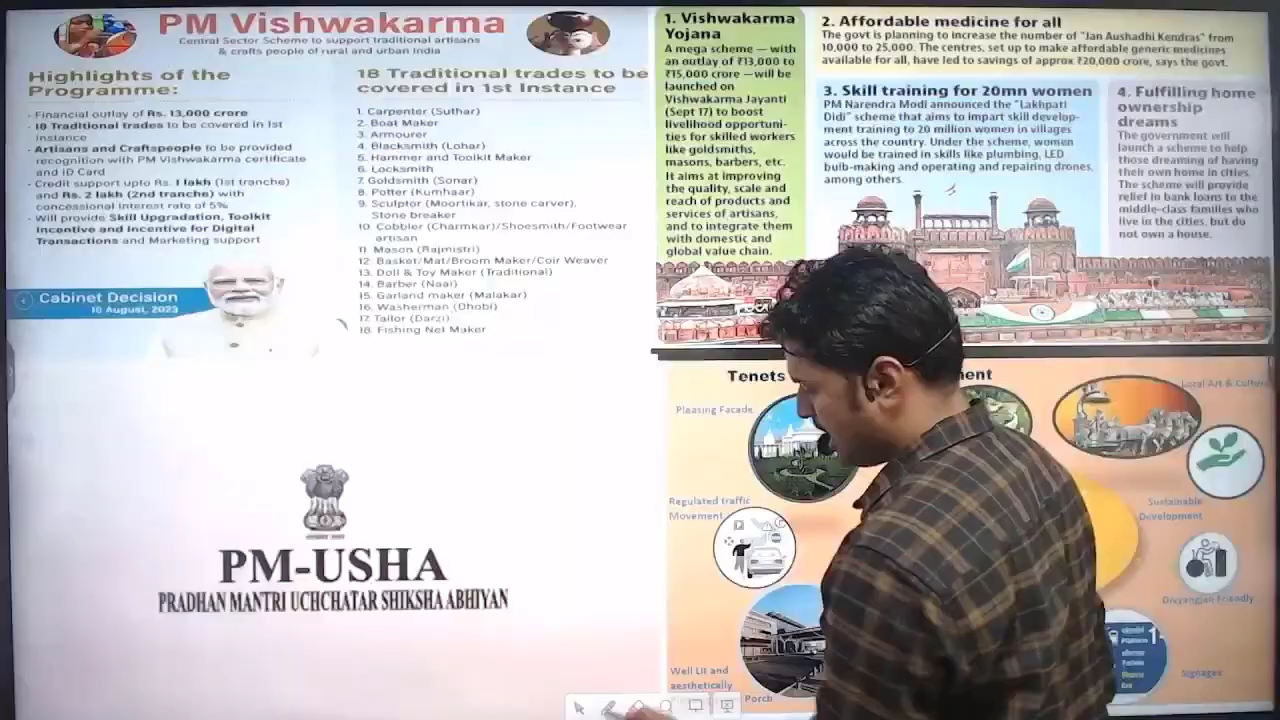 PM Vishwakarma
Central Sector Scheme to support traditional artisans
& crafts people of rural and urban India
Highlights of the
Programme:
- Financial outlay of Rs. 13,000 crore
- 18 Traditional trades to be covered in 1st
instance
- Artisans and Craftspeople to be provided
recognition with PM Vishwakarma certificate
and ID Card
- Credit support upto Rs. 1 lakh (1st tranche)
and Rs. 2 lakh (2nd tranche) with
concessional interest rate of 5%
- Will provide Skill Upgradation, Toolkit
Incentive and Incentive for Digital
Transactions and Marketing support
Cabinet Decision
16 August, 2023
18 Traditional trades to be
covered in 1st Instance
1. Carpenter (Suthar)
2. Boat Maker
3. Armourer
4. Blacksmith (Lohar)
5. Hammer and Toolkit Maker
6. Locksmith
7. Goldsmith (Sonar)
8. Potter (Kumhaar)
9. Sculptor (Moortikar, stone carver),
Stone breaker
10. Cobbler (Charmkar)/Shoesmith/Footwear
artisan
11. Mason (Rajmistri)
12. Basket/Mat/Broom Maker/Coir Weaver
13. Doll & Toy Maker (Traditional)
14. Barber (Naai)
15. Garland maker (Malakar)
16. Washerman (Dhobi)
17. Tailor (Darzi)
18. Fishing Net Maker
1. Vishwakarma
Yojana
A mega scheme — with
an outlay of ₹13,000 to
₹15,000 crore —will be
launched on
Vishwakarma Jayanti
(Sept 17) to boost
livelihood opportuni-
ties for skilled workers
like goldsmiths,
masons, barbers, etc.
It aims at improving
the quality, scale and
reach of products and
services of artisans,
and to integrate them
with domestic and
global value chain.
2. Affordable medicine for all
The govt is planning to increase the number of "Jan Aushadhi Kendras" from
10,000 to 25,000. The centres, set up to make affordable generic medicines
available for all, have led to savings of approx ₹20,000 crore, says the govt.
3. Skill training for 20mn women
PM Narendra Modi announced the "Lakhpati
Didi" scheme that aims to impart skill develop-
ment training to 20 million women in villages
across the country. Under the scheme, women
would be trained in skills like plumbing, LED
bulb-making and operating and repairing drones,
among others.
4. Fulfilling home
ownership
dreams
The government will
launch a scheme to help
those dreaming of having
their own home in cities.
The scheme will provide
relief in bank loans to the
middle-class families who
live in the cities, but do
not own a house.
PM-USHA
PRADHAN MANTRI UCHCHATAR SHIKSHA ABHIYAN
Tenets
Pleasing Facade
Local Art & Culture
Regulated traffic
Movement
Sustainable
Development
Divyangjan Friendly
Well Lit and
aesthetically
Porch
Signages